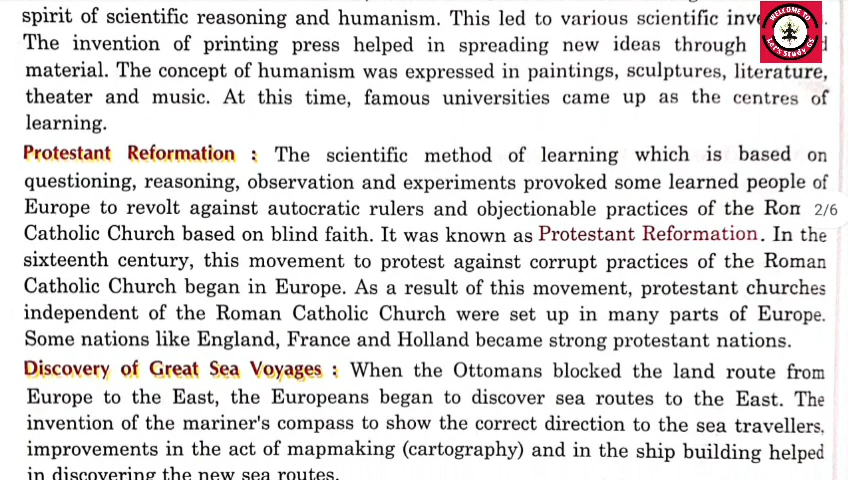 spirit of scientific reasoning and humanism. This led to various scientific
The invention of printing press helped in spreading new ideas through
material. The concept of humanism was expressed in paintings, sculptures, literature,
theater and music. At this time, famous universities came up as the centres of
learning.
Protestant Reformation : The scientific method of learning which is based on
questioning, reasoning, observation and experiments provoked some learned people of
Europe to revolt against autocratic rulers and objectionable practices of the
Catholic Church based on blind faith. It was known as Protestant Reformation. In the
sixteenth century, this movement to protest against corrupt practices of the Roman
Catholic Church began in Europe. As a result of this movement, protestant churches
independent of the Roman Catholic Church were set up in many parts of Europe.
Some nations like England, France and Holland became strong protestant nations.
Discovery of Great Sea Voyages : When the Ottomans blocked the land route from
Europe to the East, the Europeans began to discover sea routes to the East. The
invention of the mariner's compass to show the correct direction to the sea travellers,
improvements in the act of mapmaking (cartography) and in the ship building helped
in discovering the new sea routes.
WELCOME TO
Let's Study
2/6